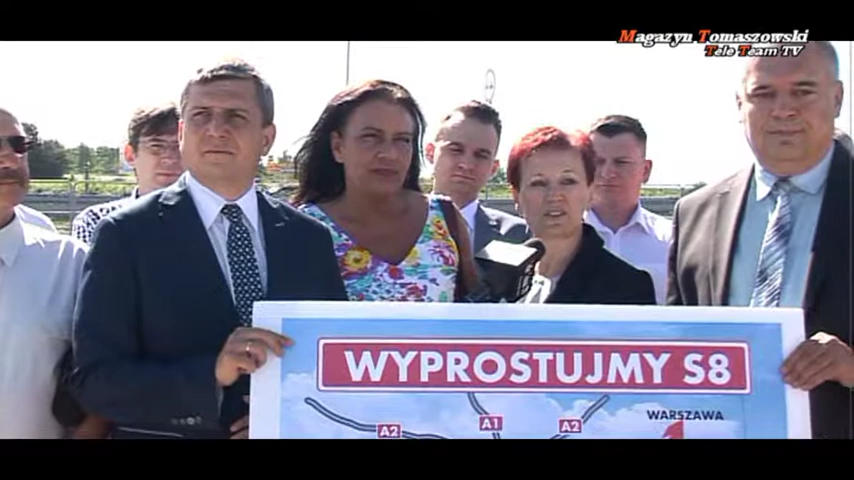 Magazyn Tomaszowski
Tele Team TV
WYPROSTUJMY S8
WARSZAWA
A2 A1 A2